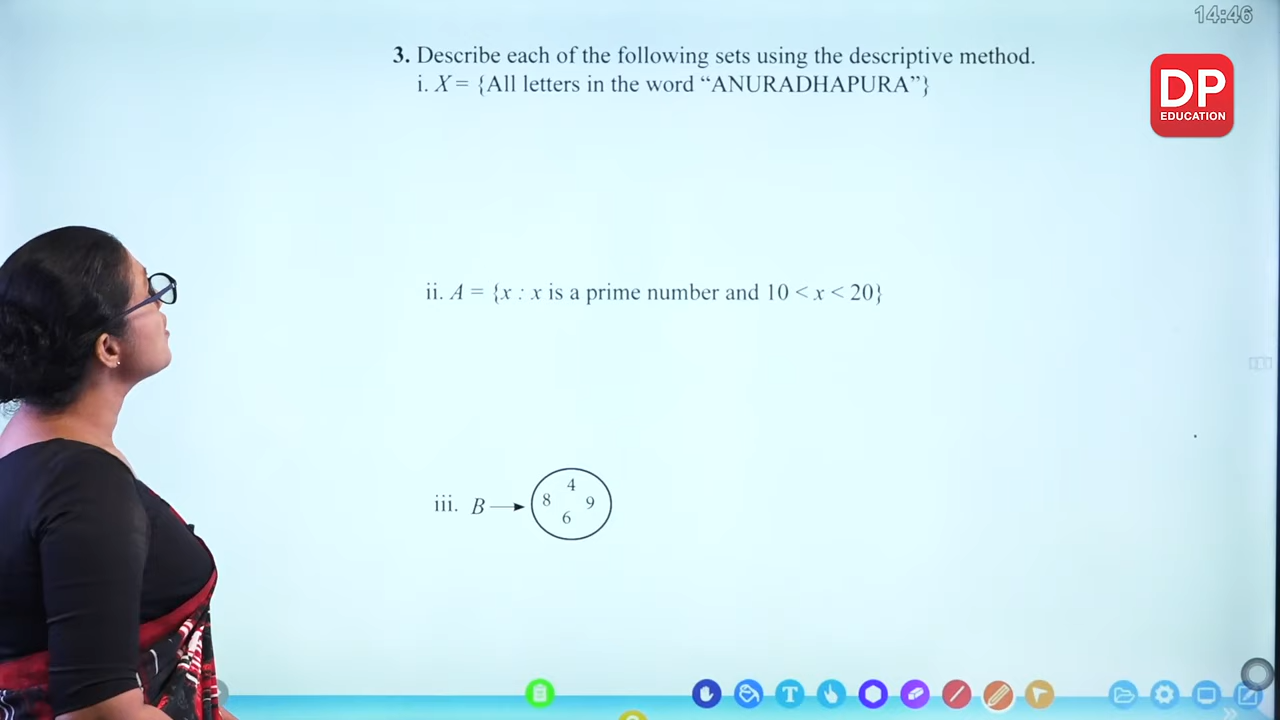 14:46
3. Describe each of the following sets using the descriptive method.
i. X = {All letters in the word “ANURADHAPURA”}
DP
EDUCATION
ii. A = {x : x is a prime number and 10 < x < 20}
iii. B
4
8 9
6
T